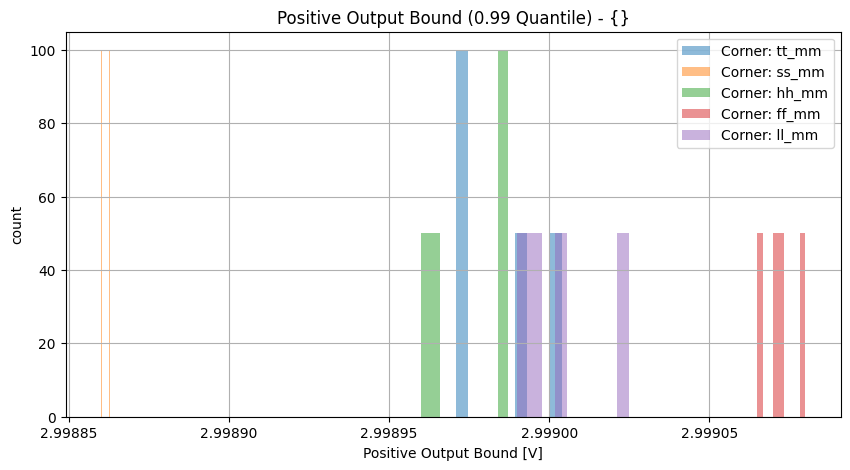 Positive Output Bound (0.99 Quantile) - {}
count
100
80
60
40
20
0
2.99885
2.99890
2.99895
2.99900
2.99905
Positive Output Bound [V]
Corner: tt_mm
Corner: ss_mm
Corner: hh_mm
Corner: ff_mm
Corner: ll_mm